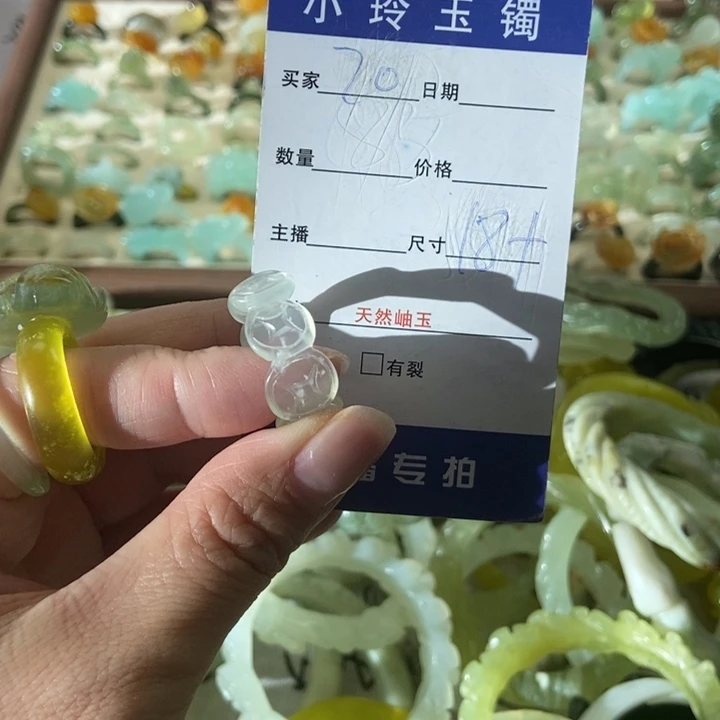 小玲玉镯
买家 70 日期
数量 价格
主播 尺寸 18+
天然岫玉
□有裂
播专拍